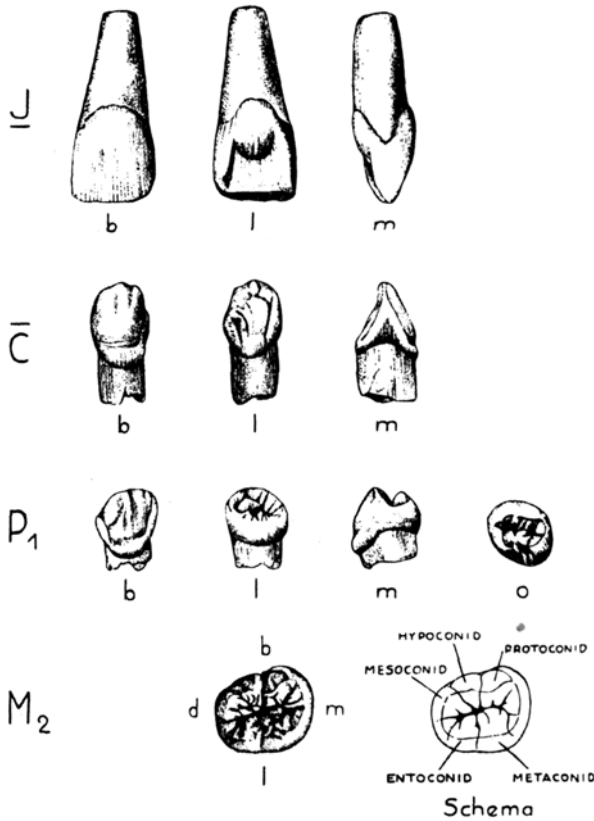 J
b l m
C
b l m
P₁
b l m o
b
HYPOCONID PROTOCONID
MESOCONID
M₂ d m
l
ENTOCONID METACONID
Schema